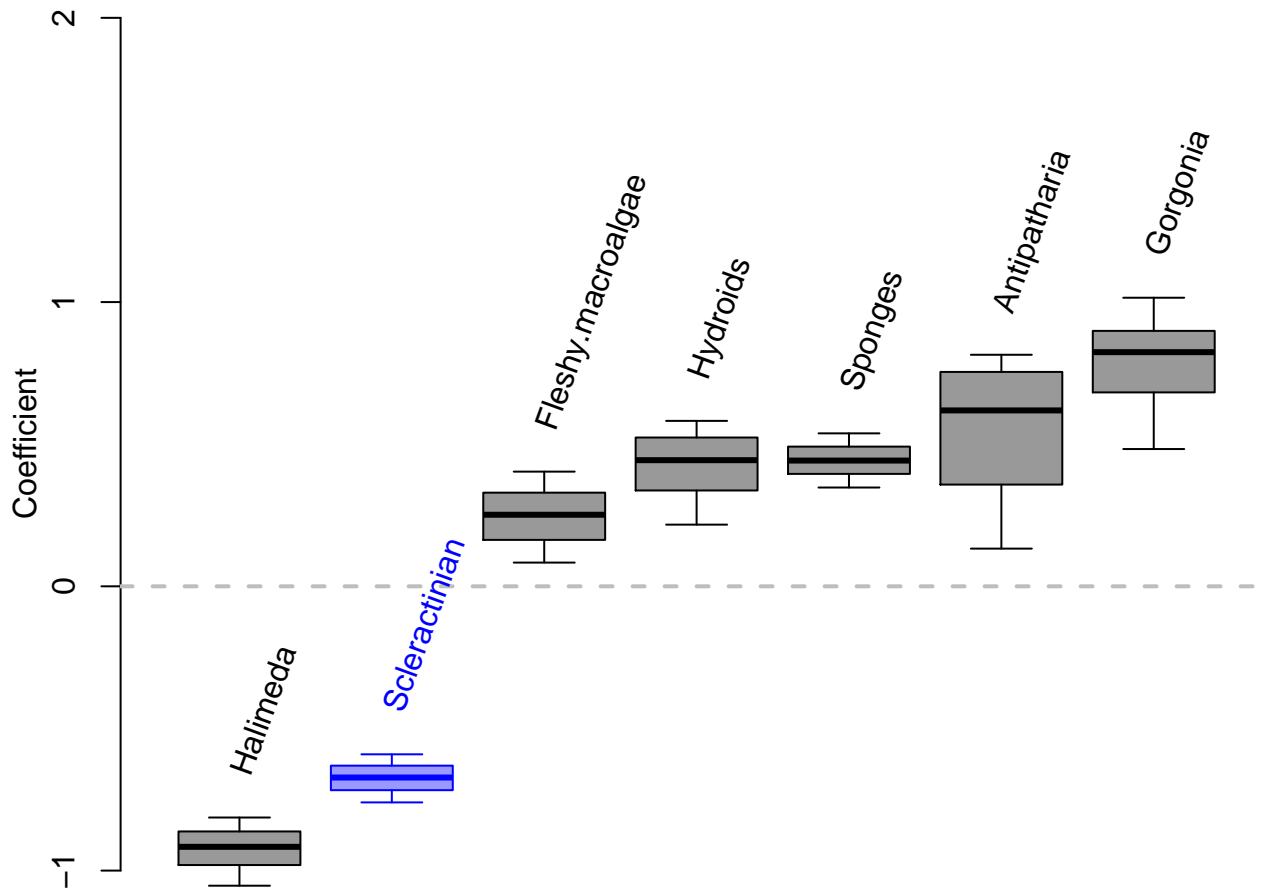 2
1
0
−1
Coefficient
Halimeda
Scleractinian
Fleshy.macroalgae
Hydroids
Sponges
Antipatharia
Gorgonia